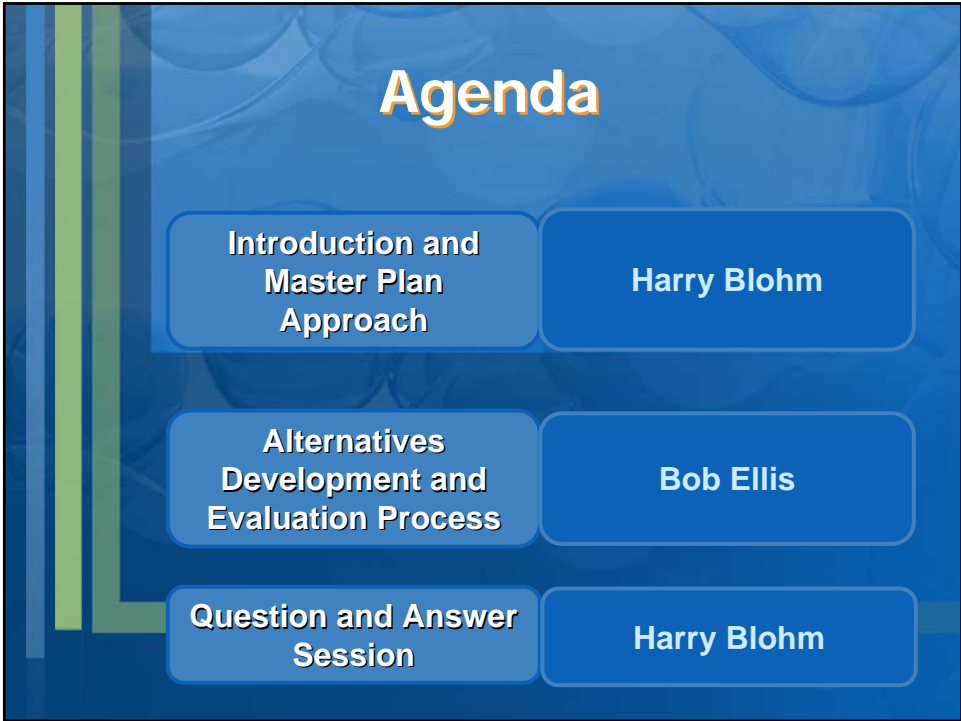 Agenda
Introduction and
Master Plan
Approach
Harry Blohm
Alternatives
Development and
Evaluation Process
Bob Ellis
Question and Answer
Session
Harry Blohm